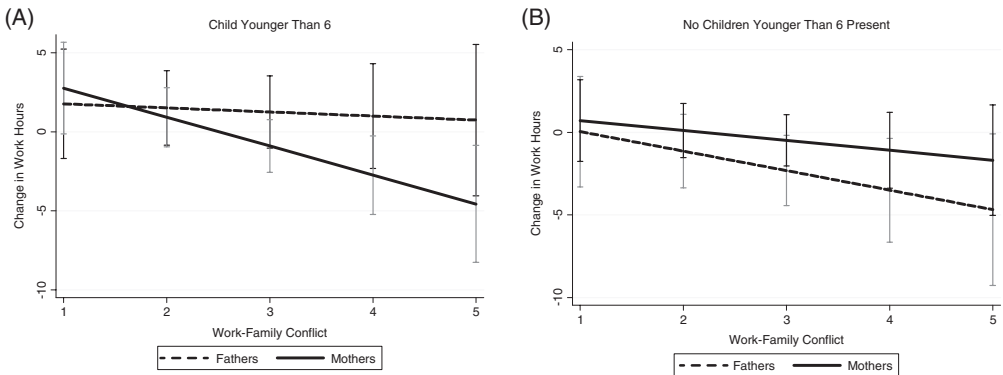 (A)
Child Younger Than 6
Change in Work Hours
5
0
-5
-10
1 2 3 4 5
Work-Family Conflict
Fathers Mothers
(B)
No Children Younger Than 6 Present
Change in Work Hours
5
0
-5
-10
1 2 3 4 5
Work-Family Conflict
Fathers Mothers